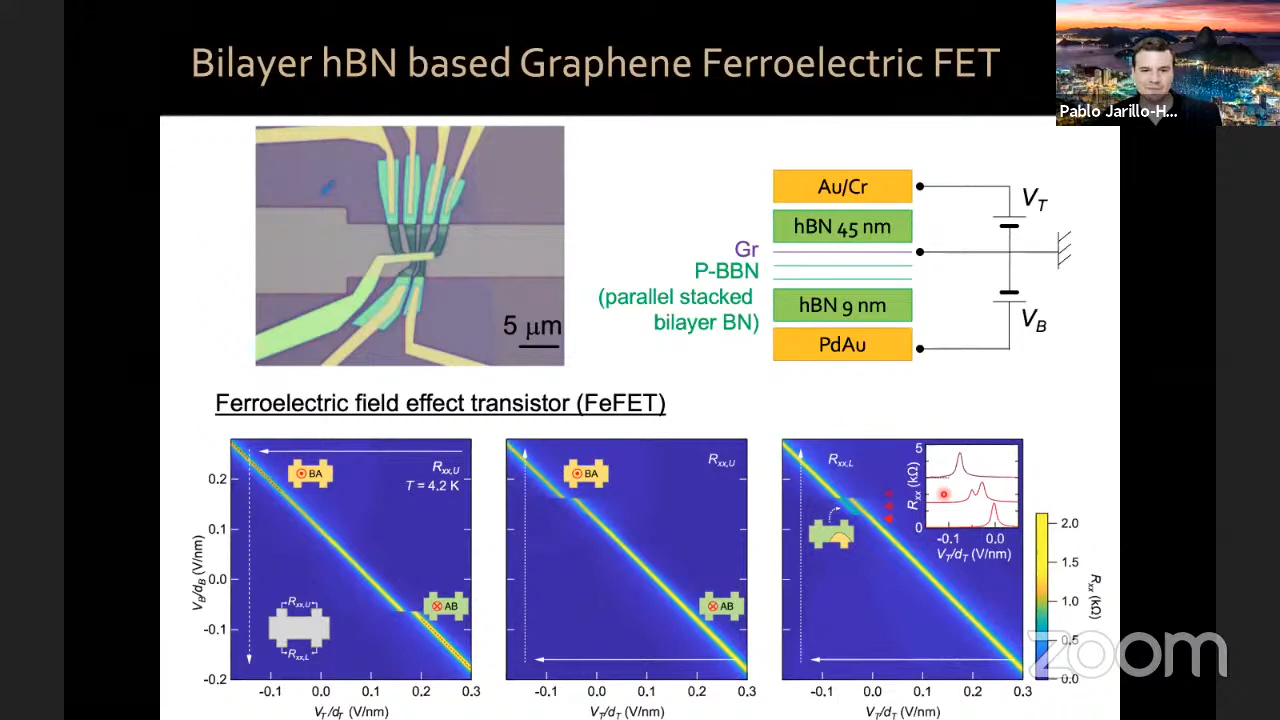 Bilayer hBN based Graphene Ferroelectric FET
Pablo Jarillo-H...
5 μm
Gr
P-BBN
(parallel stacked
bilayer BN)
Au/Cr
hBN 45 nm
hBN 9 nm
PdAu
V_T
V_B
Ferroelectric field effect transistor (FeFET)
V_B/d_B (V/nm)
0.2
0.1
0.0
-0.1
-0.2
BA
R_xx,U
T = 4.2 K
AB
R_xx,U
R_xx,L
-0.1 0.0 0.1 0.2 0.3
V_T/d_T (V/nm)
BA
R_xx,U
AB
-0.1 0.0 0.1 0.2 0.3
V_T/d_T (V/nm)
R_xx,L
R_xx (kΩ)
5
0
-0.1 0.0
V_T/d_T (V/nm)
-0.1 0.0 0.1 0.2 0.3
V_T/d_T (V/nm)
2.0
1.5
1.0
0.5
0.0
R_xx (kΩ)
zoom